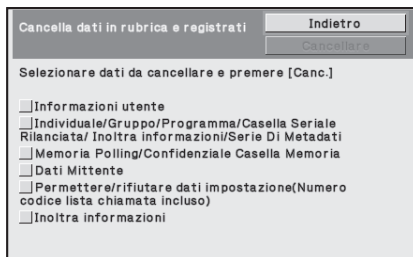 Cancella dati in rubrica e registrati
Indietro
Cancellare
Selezionare dati da cancellare e premere [Canc.]
Informazioni utente
Individuale/Gruppo/Programma/Casella Seriale
Rilanciata/ Inoltra informazioni/Serie Di Metadati
Memoria Polling/Confidenziale Casella Memoria
Dati Mittente
Permettere/rifiutare dati impostazione(Numero
codice lista chiamata incluso)
Inoltra informazioni